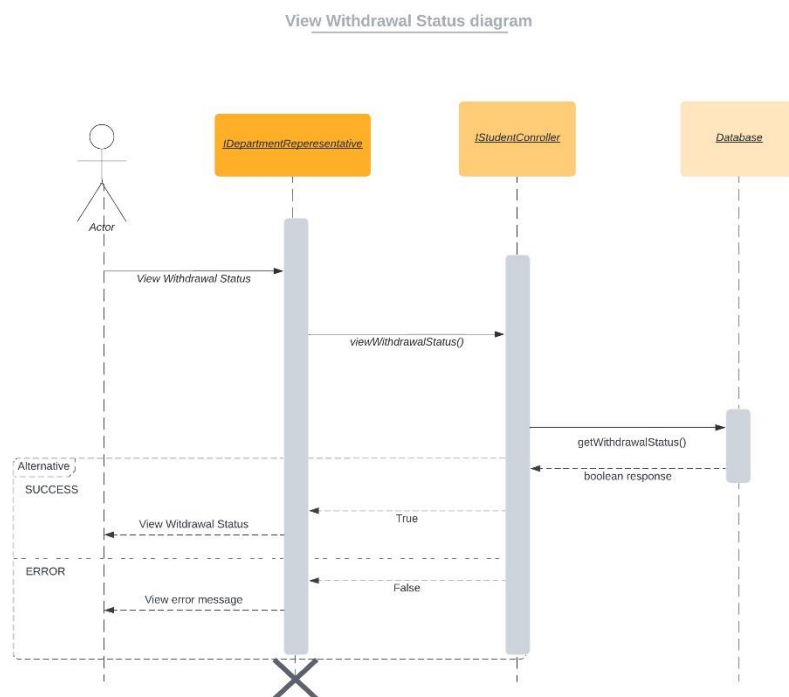 View Withdrawal Status diagram
IDepartmentReperesentative
IStudentConroller
Database
Actor
View Withdrawal Status
viewWithdrawalStatus()
getWithdrawalStatus()
Alternative
boolean response
SUCCESS
True
View Witdrawal Status
ERROR
False
View error message